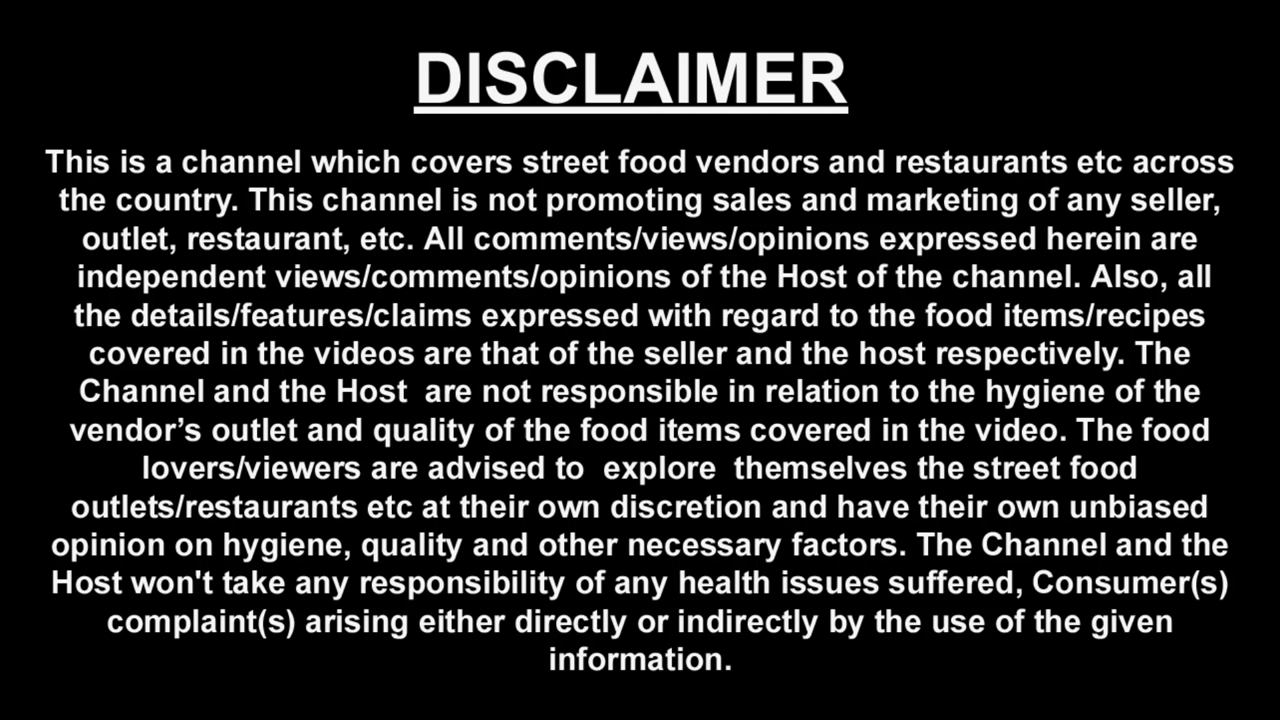 DISCLAIMER
This is a channel which covers street food vendors and restaurants etc across
the country. This channel is not promoting sales and marketing of any seller,
outlet, restaurant, etc. All comments/views/opinions expressed herein are
independent views/comments/opinions of the Host of the channel. Also, all
the details/features/claims expressed with regard to the food items/recipes
covered in the videos are that of the seller and the host respectively. The
Channel and the Host  are not responsible in relation to the hygiene of the
vendor’s outlet and quality of the food items covered in the video. The food
lovers/viewers are advised to  explore  themselves the street food
outlets/restaurants etc at their own discretion and have their own unbiased
opinion on hygiene, quality and other necessary factors. The Channel and the
Host won't take any responsibility of any health issues suffered, Consumer(s)
complaint(s) arising either directly or indirectly by the use of the given
information.